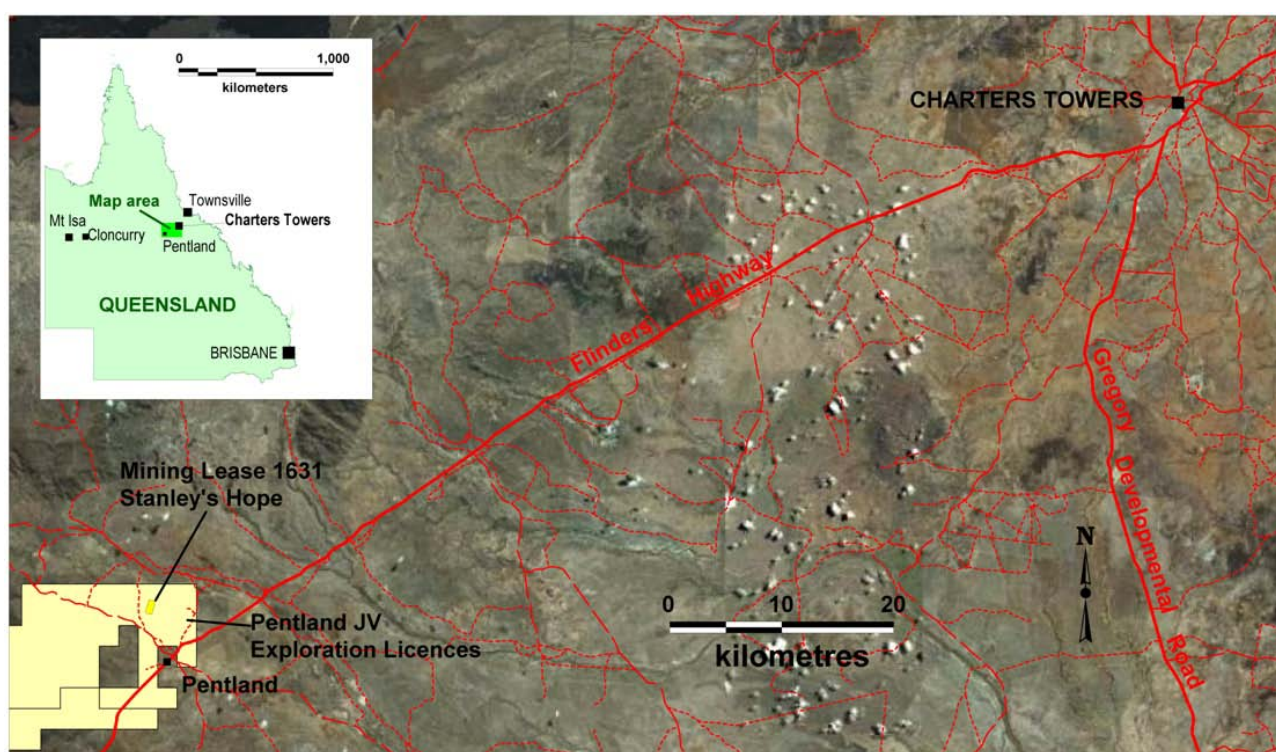 0 1,000
kilometers
CHARTERS TOWERS
Map area
Townsville
Mt Isa
Charters Towers
Cloncurry
Pentland
QUEENSLAND
BRISBANE
Flinders Highway
Gregory Developmental Road
Mining Lease 1631
Stanley's Hope
N
0 10 20
kilometres
Pentland JV
Exploration Licences
Pentland